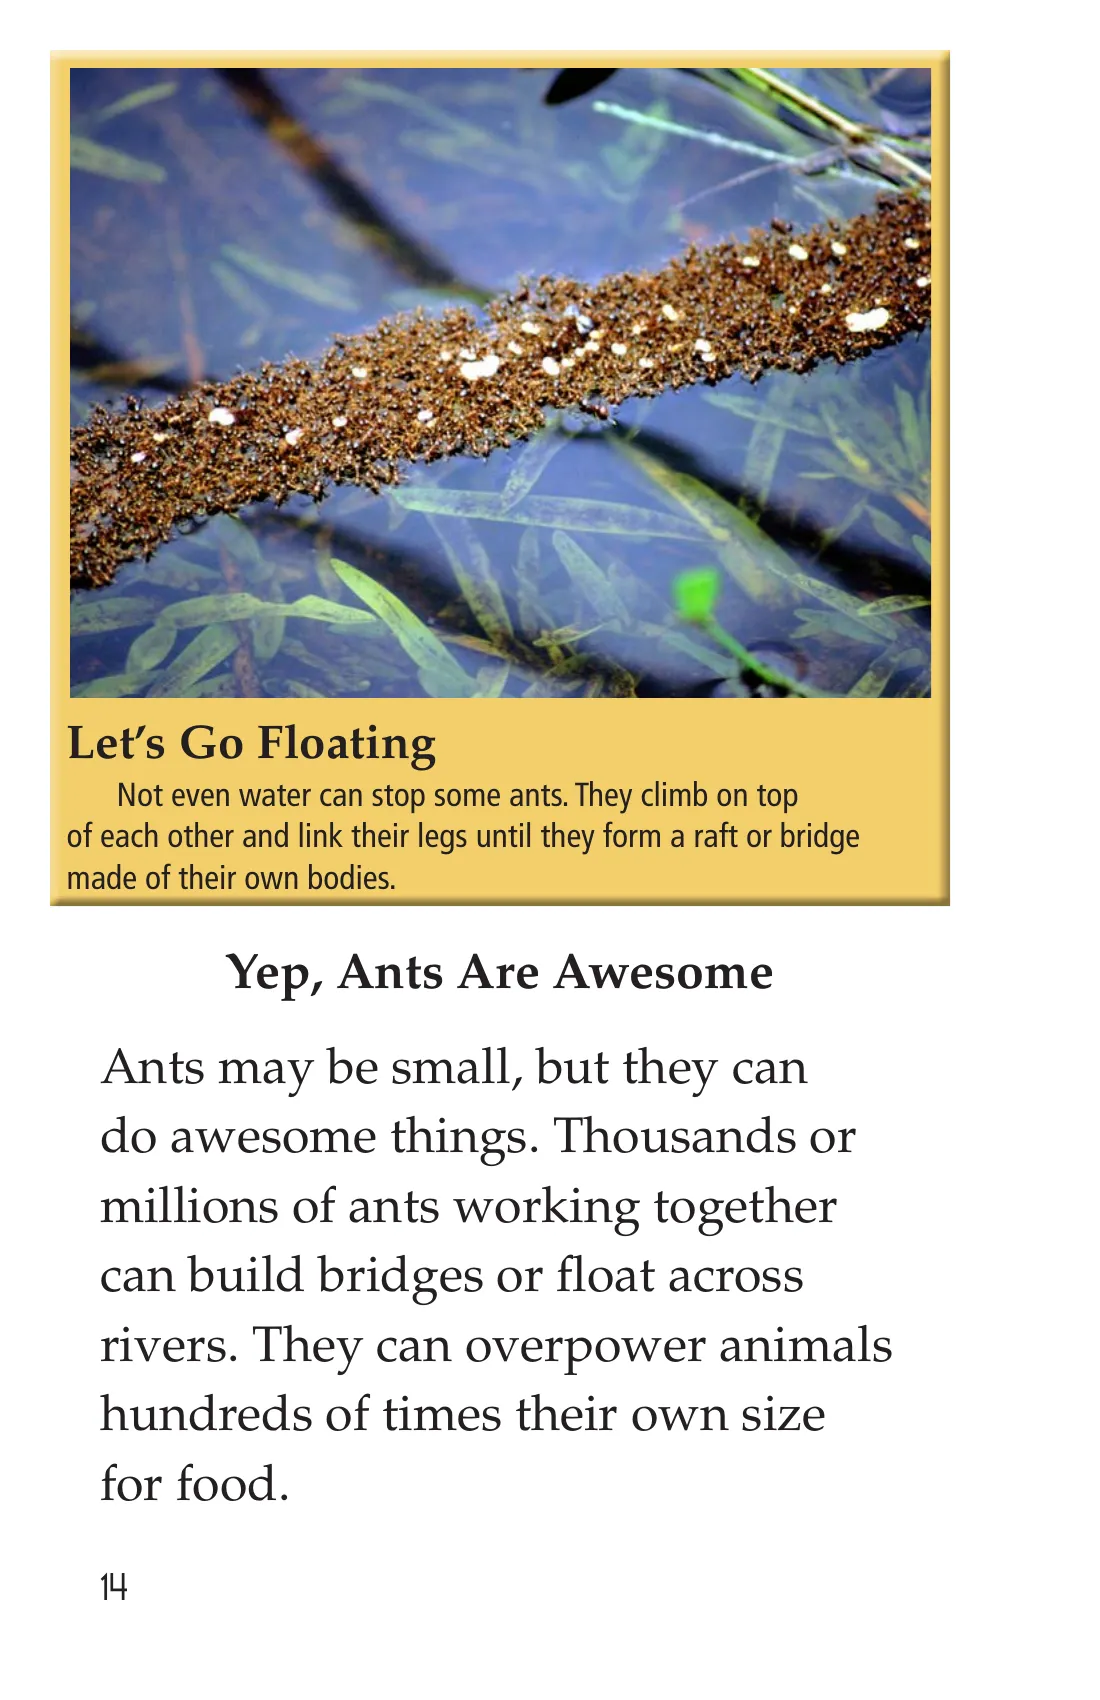 Let's Go Floating
Not even water can stop some ants. They climb on top
of each other and link their legs until they form a raft or bridge
made of their own bodies.
Yep, Ants Are Awesome
Ants may be small, but they can
do awesome things. Thousands or
millions of ants working together
can build bridges or float across
rivers. They can overpower animals
hundreds of times their own size
for food.
14